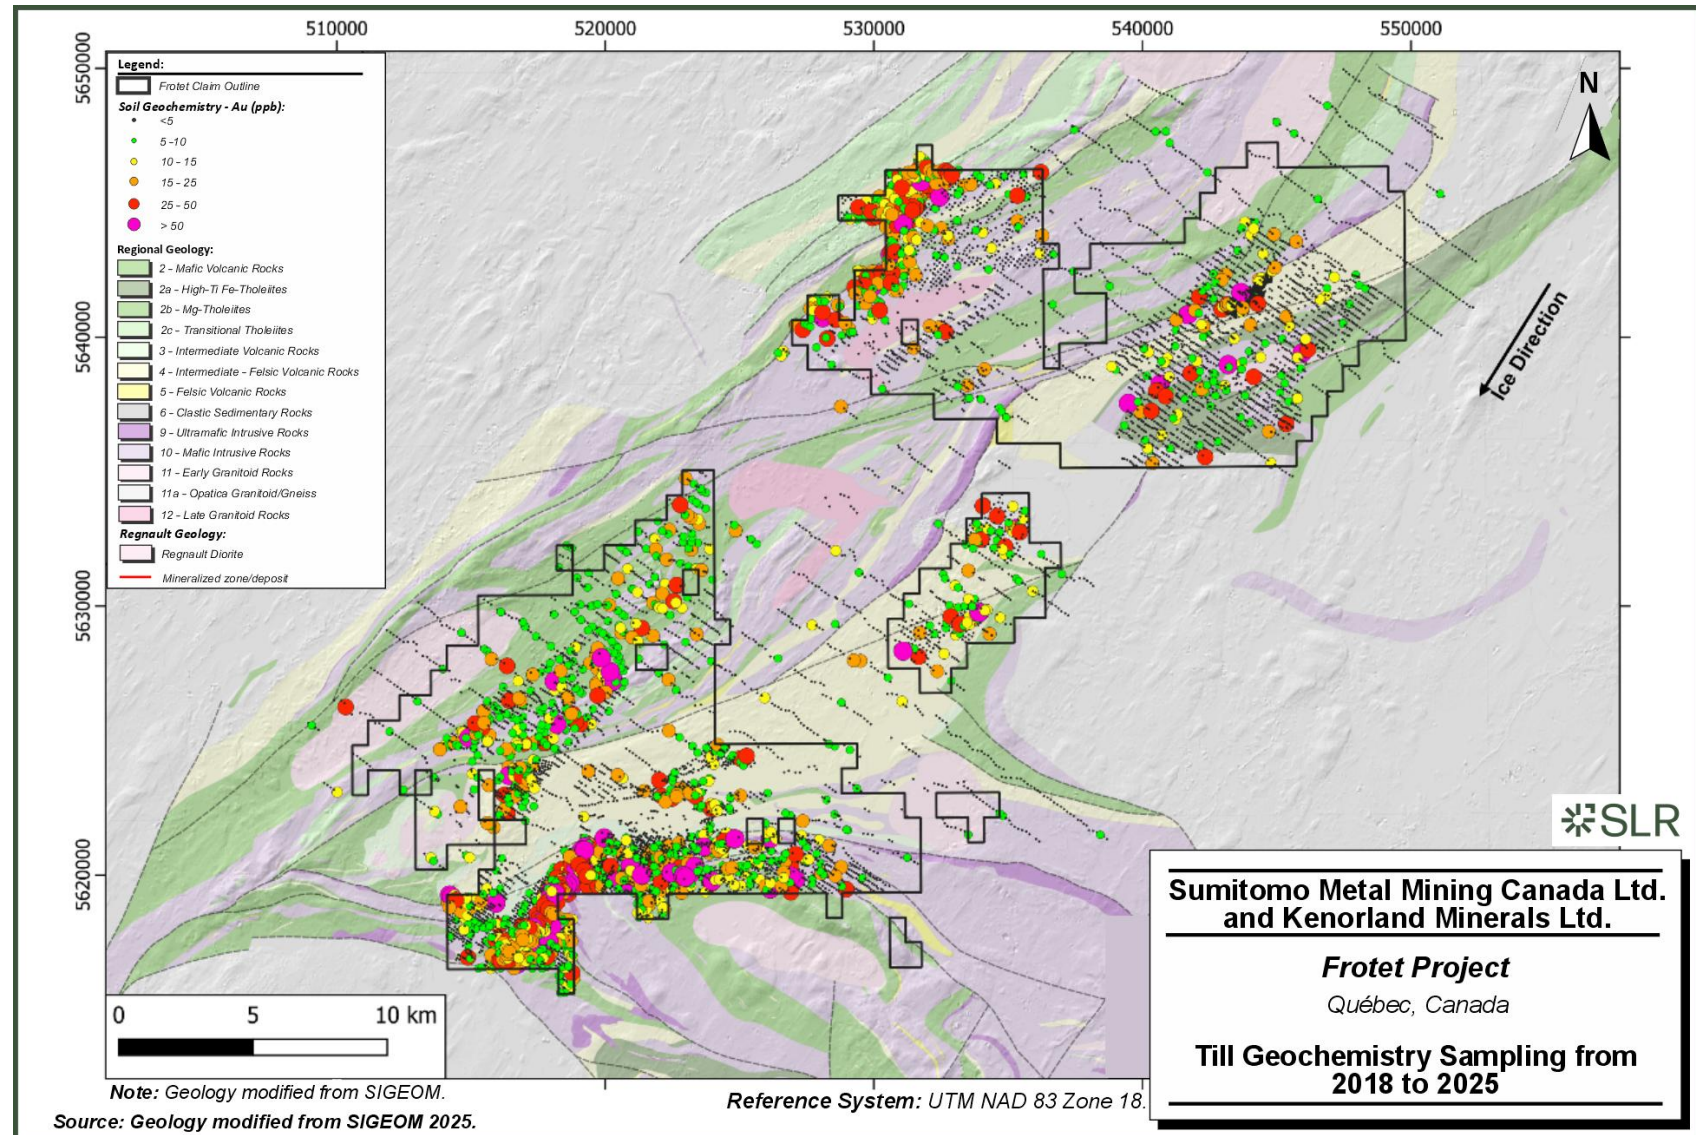 510000
520000
530000
540000
550000
5650000
5640000
5630000
5620000
Legend:
Frotet Claim Outline
Soil Geochemistry - Au (ppb):
<5
5-10
10 - 15
15 - 25
25 - 50
> 50
Regional Geology:
2 - Mafic Volcanic Rocks
2a - High-Ti Fe-Tholeiites
2b - Mg-Tholeiites
2c - Transitional Tholeiites
3 - Intermediate Volcanic Rocks
4 - Intermediate - Felsic Volcanic Rocks
5 - Felsic Volcanic Rocks
6 - Clastic Sedimentary Rocks
9 - Ultramafic Intrusive Rocks
10 - Mafic Intrusive Rocks
11 - Early Granitoid Rocks
11a - Opatica Granitoid/Gneiss
12 - Late Granitoid Rocks
Regnault Geology:
Regnault Diorite
Mineralized zone/deposit
N
Ice Direction
SLR
0 5 10 km
Sumitomo Metal Mining Canada Ltd.
and Kenorland Minerals Ltd.
Frotet Project
Québec, Canada
Till Geochemistry Sampling from
2018 to 2025
Note: Geology modified from SIGEOM.
Source: Geology modified from SIGEOM 2025.
Reference System: UTM NAD 83 Zone 18.